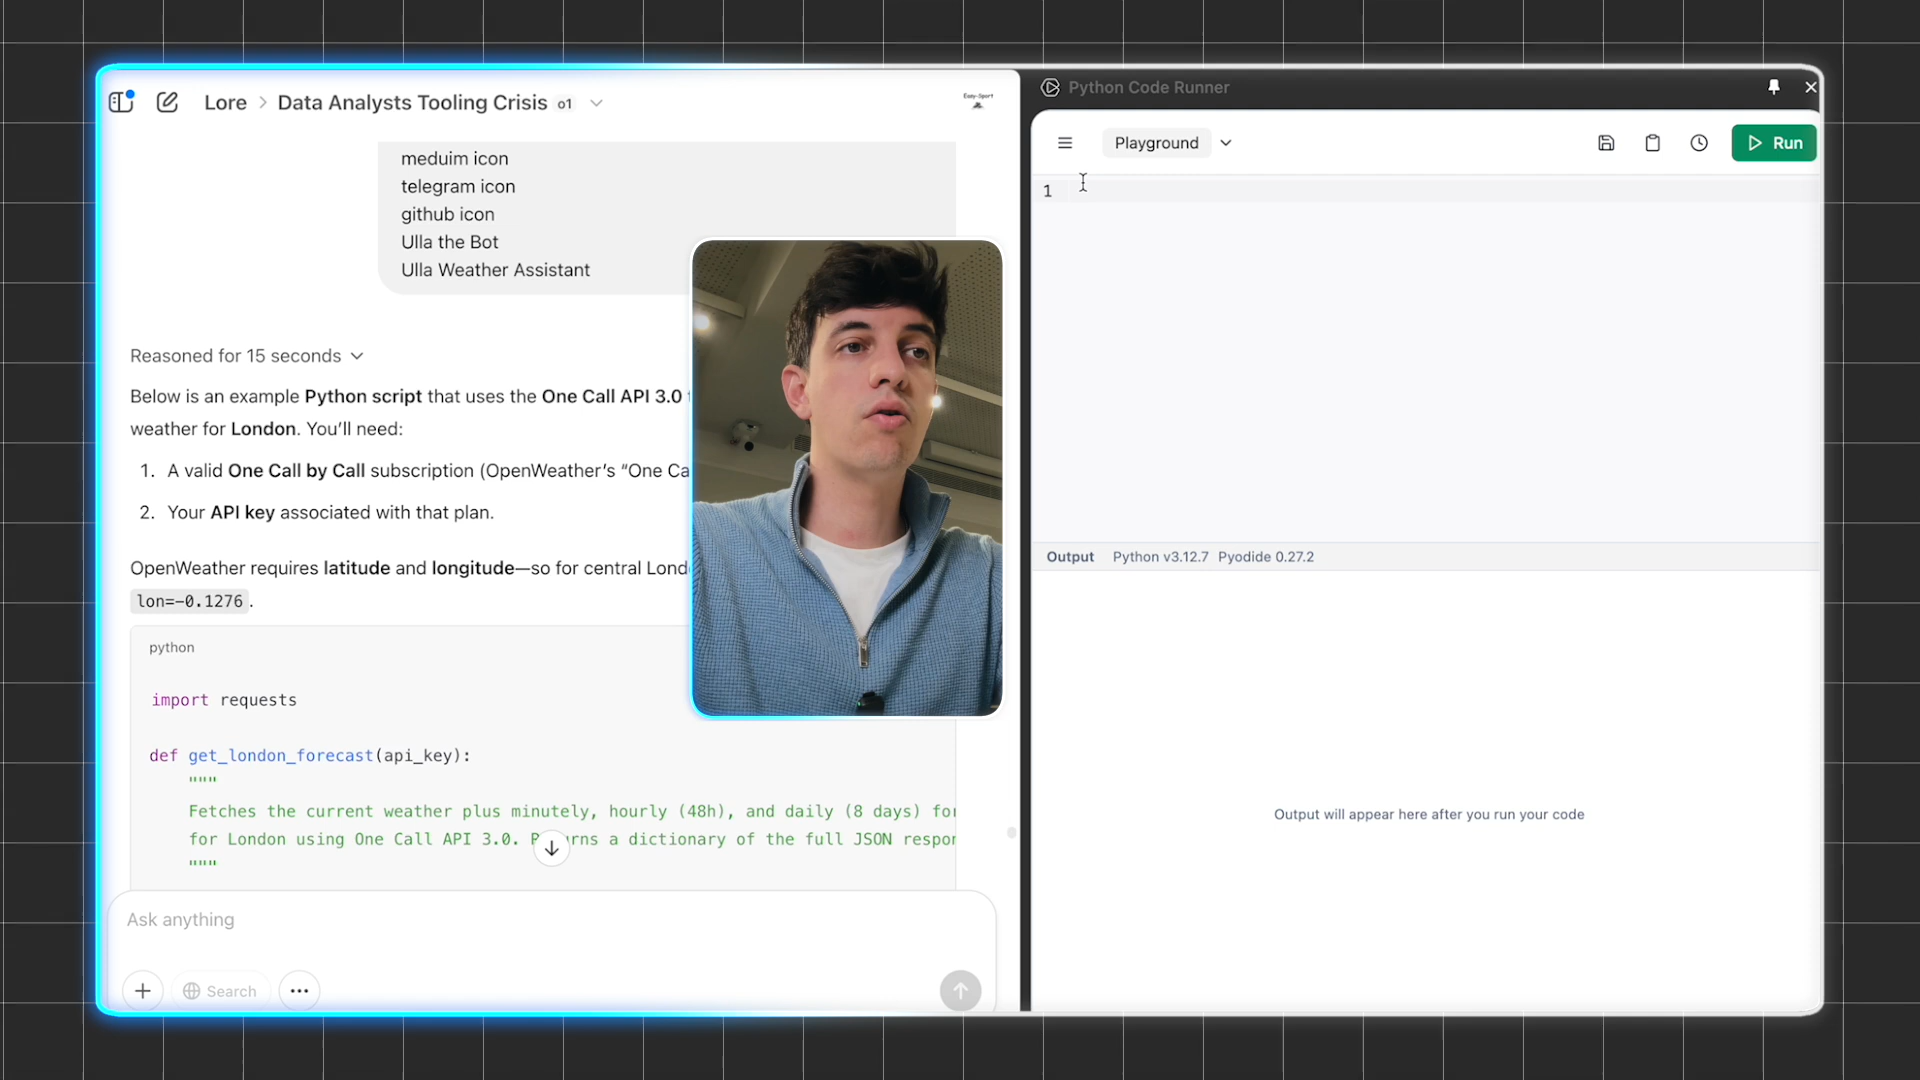 Lore > Data Analysts Tooling Crisis o1
Easy-Sport
meduim icon
telegram icon
github icon
Ulla the Bot
Ulla Weather Assistant
Reasoned for 15 seconds
Below is an example Python script that uses the One Call API 3.0
weather for London. You’ll need:
1. A valid One Call by Call subscription (OpenWeather’s “One Ca
2. Your API key associated with that plan.
OpenWeather requires latitude and longitude—so for central Lond
lon=-0.1276.
python
import requests
def get_london_forecast(api_key):
"""
Fetches the current weather plus minutely, hourly (48h), and daily (8 days) for
for London using One Call API 3.0. R rns a dictionary of the full JSON respon
"""
Ask anything
Search
Python Code Runner
Playground
Run
1
Output Python v3.12.7 Pyodide 0.27.2
Output will appear here after you run your code